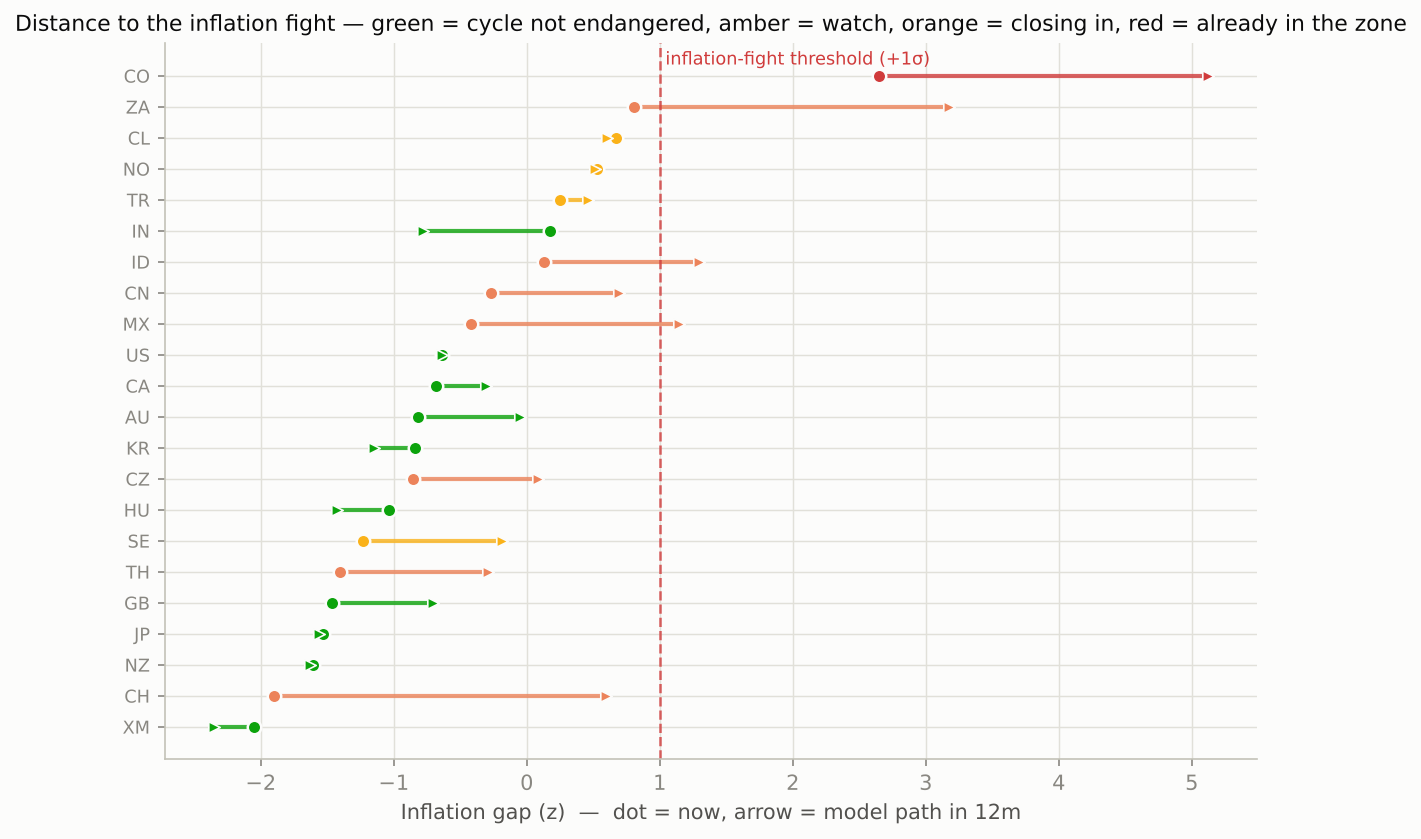 Distance to the inflation fight — green = cycle not endangered, amber = watch, orange = closing in, red = already in the zone
inflation-fight threshold (+1σ)
CO
ZA
CL
NO
TR
IN
ID
CN
MX
US
CA
AU
KR
CZ
HU
SE
TH
GB
JP
NZ
CH
XM
−2 −1 0 1 2 3 4 5
Inflation gap (z) — dot = now, arrow = model path in 12m